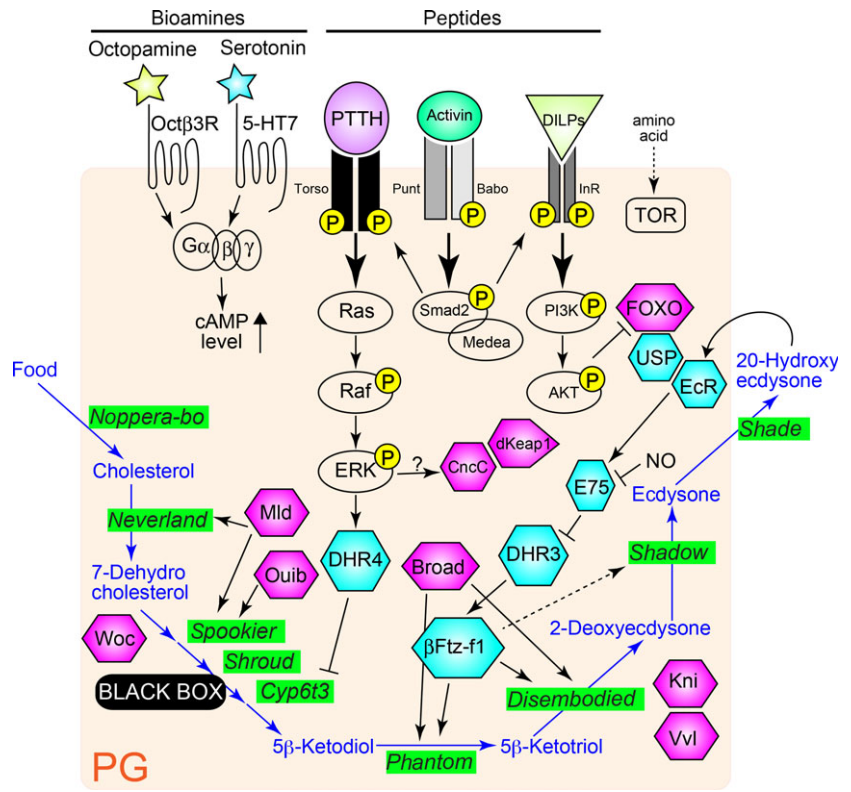 Bioamines
Peptides
Octopamine
Serotonin
Octβ3R
5-HT7
PTTH
Activin
DILPs
amino
acid
Torso
Punt
Babo
InR
P
P
P
P
P
TOR
Gα
β
γ
cAMP
level
Ras
Smad2
P
Medea
PI3K
P
FOXO
USP
EcR
20-Hydroxy
ecdysone
Food
Raf
P
AKT
P
Noppera-bo
Shade
Cholesterol
ERK
P
?
CncC
dKeap1
E75
NO
Ecdysone
Neverland
Mld
DHR4
Broad
DHR3
Shadow
7-Dehydro
cholesterol
Ouib
Woc
Spookier
Shroud
Cyp6t3
βFtz-f1
2-Deoxyecdysone
BLACK BOX
Disembodied
Kni
Vvl
5β-Ketodiol
Phantom
5β-Ketotriol
PG